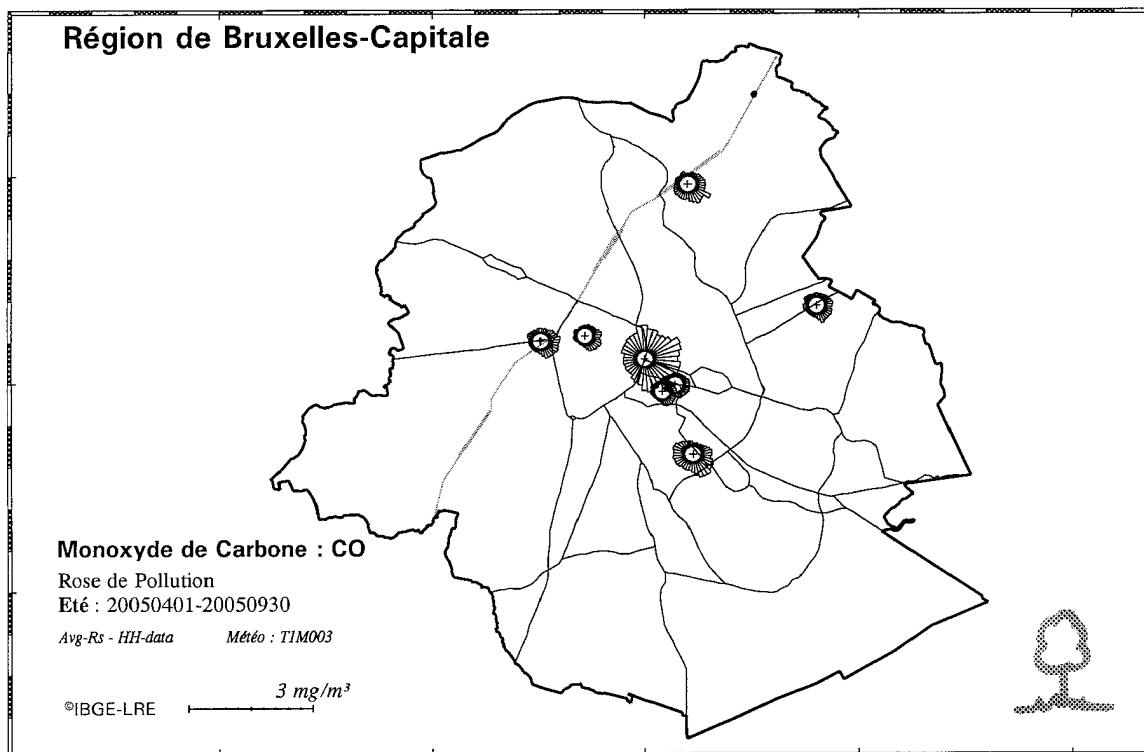 Région de Bruxelles-Capitale
Monoxyde de Carbone : CO
Rose de Pollution
Eté : 20050401-20050930
Avg-Rs - HH-data Météo : T1M003
3 mg/m³
©IBGE-LRE